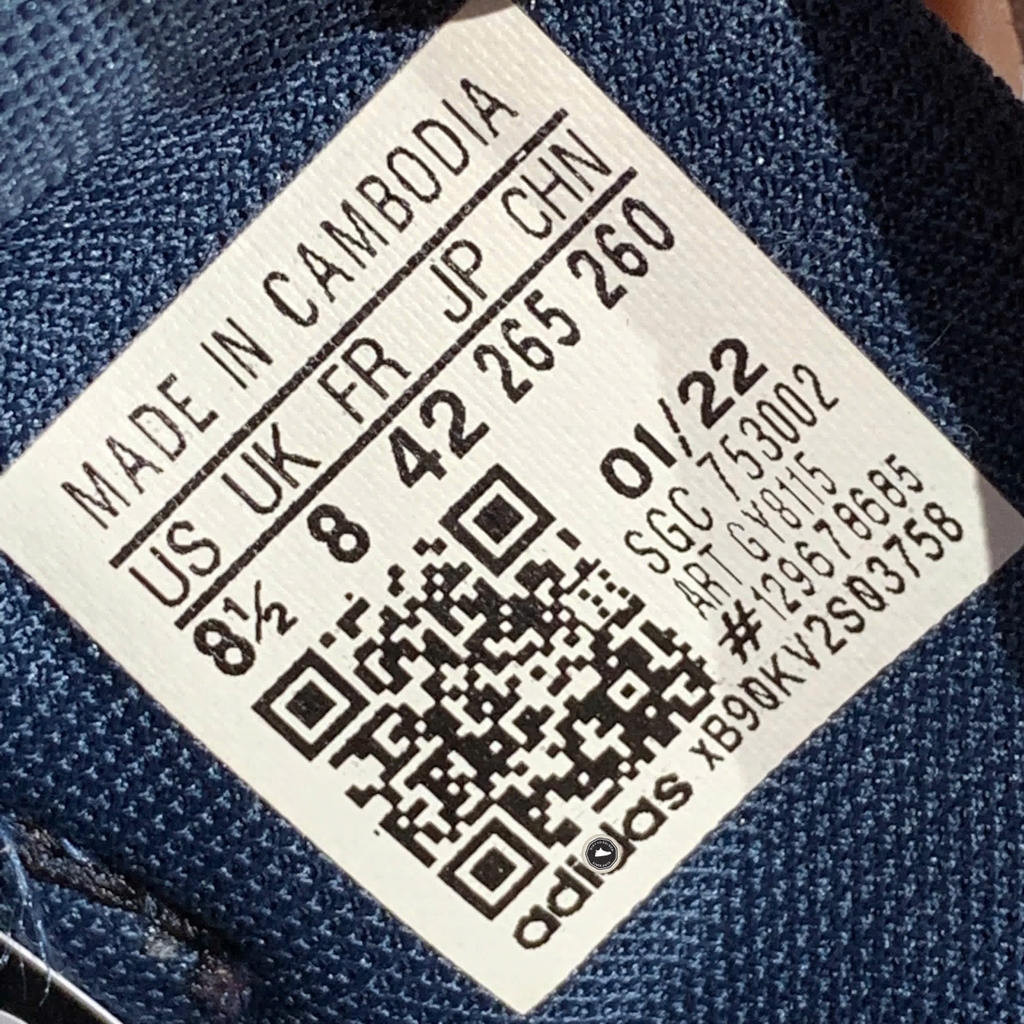 MADE IN CAMBODIA
US UK FR JP CHN
8½ 8 42 265 260
01/22
SGC 753002
ART GY8115
#129678685
adidas xB9QKV2S03758